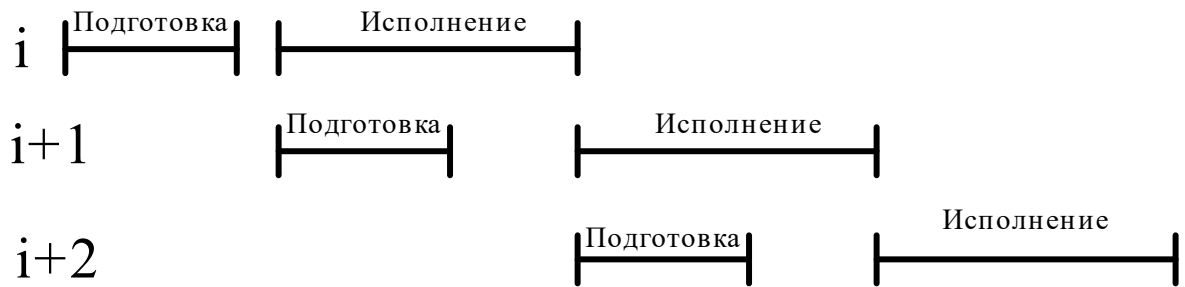 i Подготовка Исполнение
i+1 Подготовка Исполнение
i+2 Подготовка Исполнение